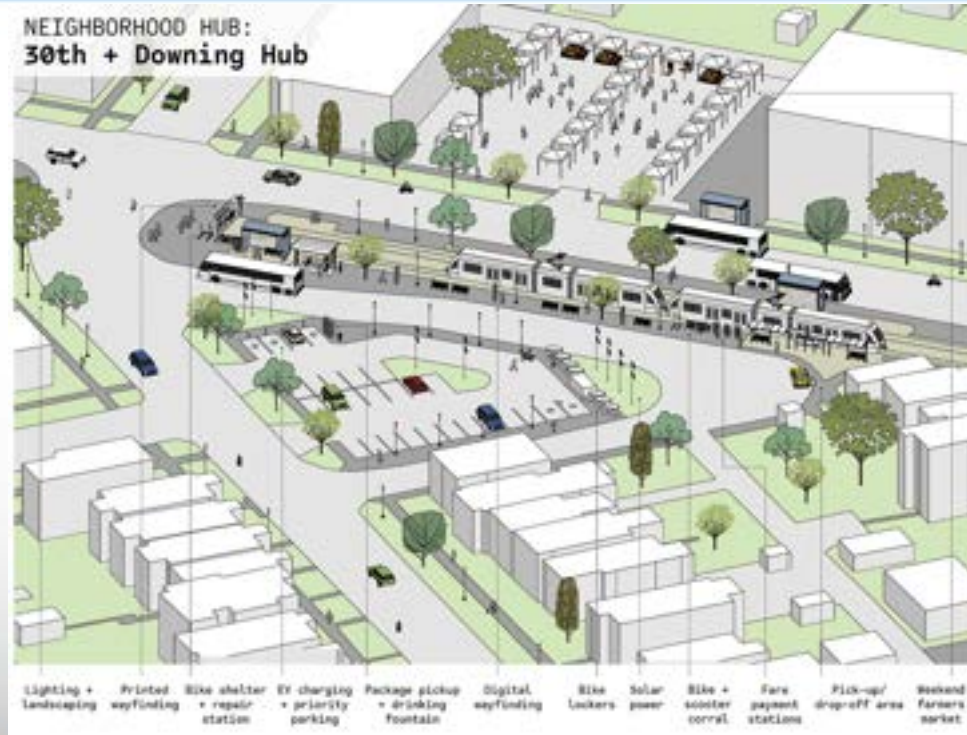 NEIGHBORHOOD HUB:
30th + Downing Hub
Lighting +
landscaping
Printed
wayfinding
Bike shelter
+ repair
station
EV charging
+ priority
parking
Package pickup
+ drinking
fountain
Digital
wayfinding
Bike
lockers
Solar
power
Bike +
scooter
corral
Fare
payment
stations
Pick-up/
drop-off area
Weekend
farmers
market